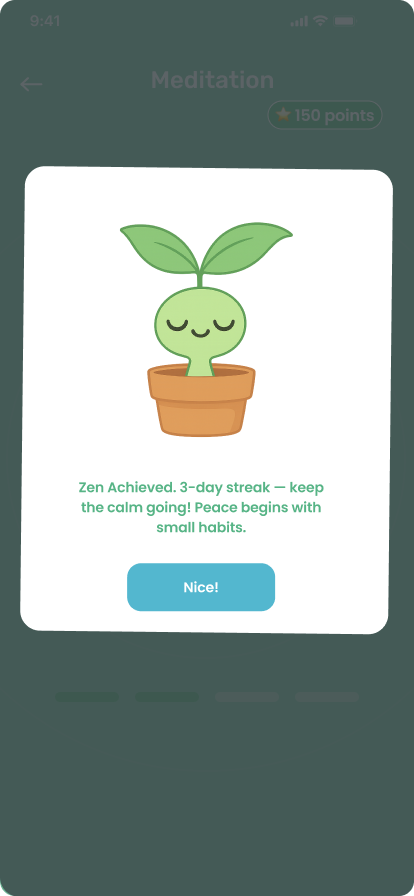 9:41
Meditation
150 points
Zen Achieved. 3-day streak — keep
the calm going! Peace begins with
small habits.
Nice!